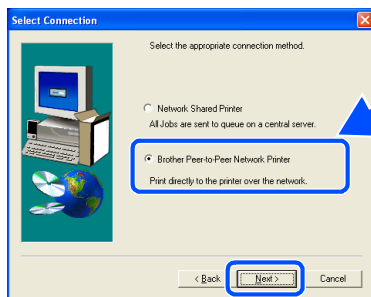 Select Connection
Select the appropriate connection method.
Network Shared Printer
All Jobs are sent to queue on a central server.
Brother Peer-to-Peer Network Printer
Print directly to the printer over the network.
< Back Next > Cancel